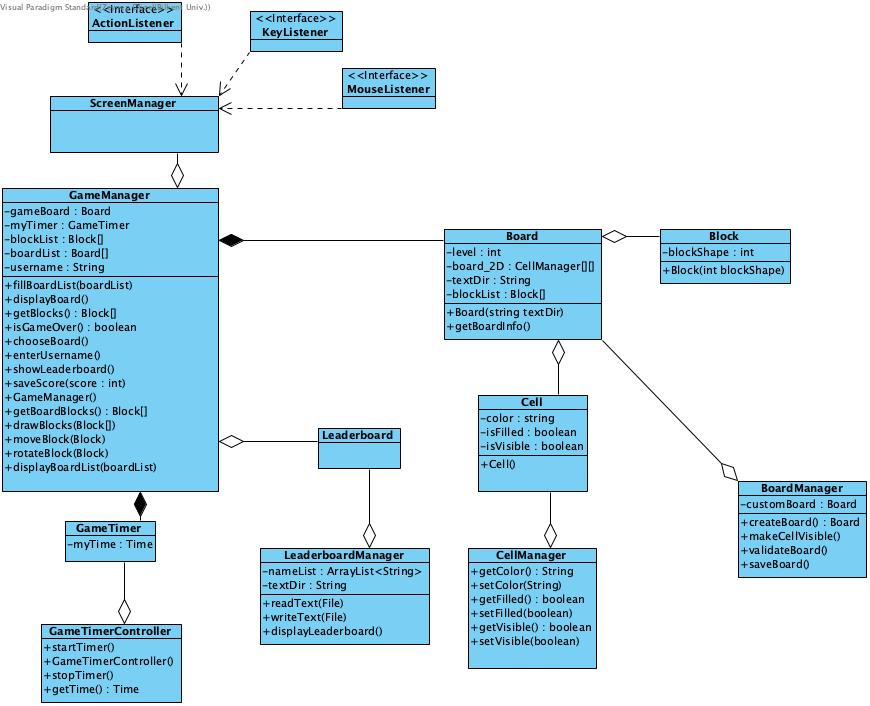 Visual Paradigm Standard
Univ.))
<<Interface>>
ActionListener
<<Interface>>
KeyListener
<<Interface>>
MouseListener
ScreenManager
GameManager
-gameBoard : Board
-myTimer : GameTimer
-blockList : Block[]
-boardList : Board[]
-username : String
+fillBoardList(boardList)
+displayBoard()
+getBlocks() : Block[]
+isGameOver() : boolean
+chooseBoard()
+enterUsername()
+showLeaderboard()
+saveScore(score : int)
+GameManager()
+getBoardBlocks() : Block[]
+drawBlocks(Block[])
+moveBlock(Block)
+rotateBlock(Block)
+displayBoardList(boardList)
Board
-level : int
-board_2D : CellManager[][]
-textDir : String
-blockList : Block[]
+Board(string textDir)
+getBoardInfo()
Block
-blockShape : int
+Block(int blockShape)
Cell
-color : string
-isFilled : boolean
-isVisible : boolean
+Cell()
Leaderboard
BoardManager
-customBoard : Board
+createBoard() : Board
+makeCellVisible()
+validateBoard()
+saveBoard()
GameTimer
-myTime : Time
LeaderboardManager
-nameList : ArrayList<String>
-textDir : String
+readText(File)
+writeText(File)
+displayLeaderboard()
CellManager
+getColor() : String
+setColor(String)
+getFilled() : boolean
+setFilled(boolean)
+getVisible() : boolean
+setVisible(boolean)
GameTimerController
+startTimer()
+GameTimerController()
+stopTimer()
+getTime() : Time